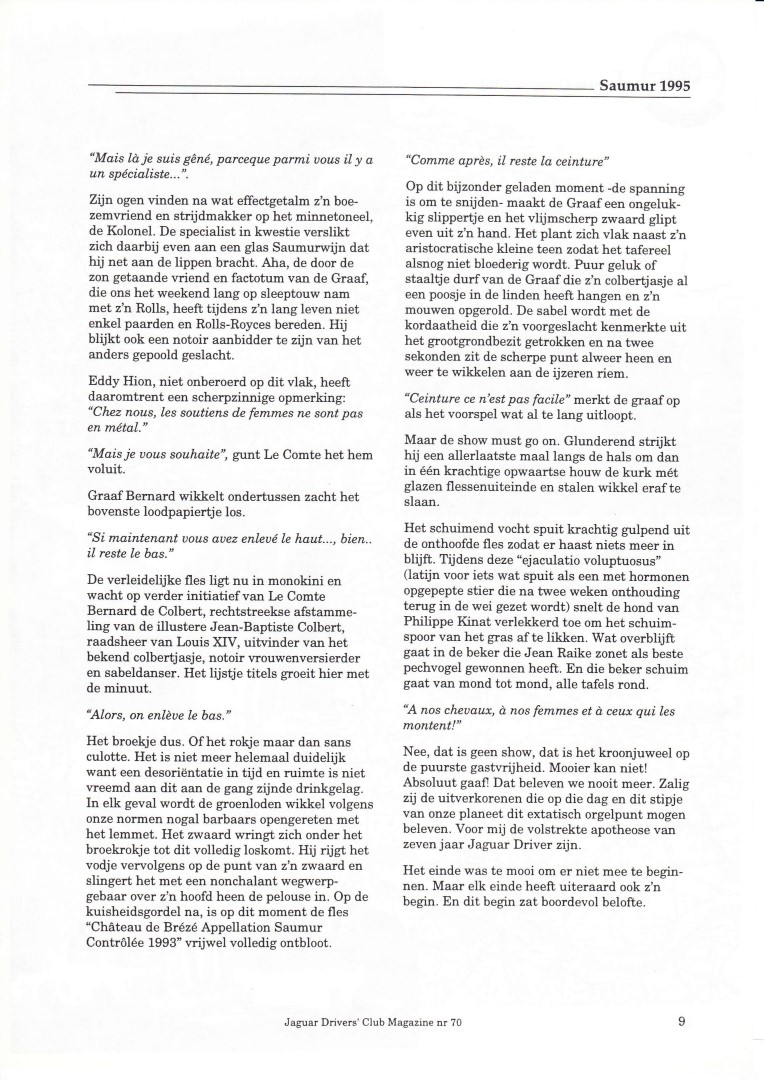 Saumur 1995
"Mais là je suis gêné, parceque parmi vous il y a
un spécialiste...".
Zijn ogen vinden na wat effectgetalm z'n boe-
zemvriend en strijdmakker op het minnetoneel,
de Kolonel. De specialist in kwestie verslikt
zich daarbij even aan een glas Saumurwijn dat
hij net aan de lippen bracht. Aha, de door de
zon getaande vriend en factotum van de Graaf,
die ons het weekend lang op sleeptouw nam
met z'n Rolls, heeft tijdens z'n lang leven niet
enkel paarden en Rolls-Royces bereden. Hij
blijkt ook een notoir aanbidder te zijn van het
anders gepoold geslacht.
Eddy Hion, niet onberoerd op dit vlak, heeft
daaromtrent een scherpzinnige opmerking:
"Chez nous, les soutiens de femmes ne sont pas
en métal."
"Mais je vous souhaite", gunt Le Comte het hem
voluit.
Graaf Bernard wikkelt ondertussen zacht het
bovenste loodpapiertje los.
"Si maintenant vous avez enlevé le haut..., bien..
il reste le bas."
De verleidelijke fles ligt nu in monokini en
wacht op verder initiatief van Le Comte
Bernard de Colbert, rechtstreekse afstamme-
ling van de illustere Jean-Baptiste Colbert,
raadsheer van Louis XIV, uitvinder van het
bekend colbertjasje, notoir vrouwenversierder
en sabeldanser. Het lijstje titels groeit hier met
de minuut.
"Alors, on enlève le bas."
Het broekje dus. Of het rokje maar dan sans
culotte. Het is niet meer helemaal duidelijk
want een desoriëntatie in tijd en ruimte is niet
vreemd aan dit aan de gang zijnde drinkgelag.
In elk geval wordt de groenloden wikkel volgens
onze normen nogal barbaars opengereten met
het lemmet. Het zwaard wringt zich onder het
broekrokje tot dit volledig loskomt. Hij rijgt het
vodje vervolgens op de punt van z'n zwaard en
slingert het met een nonchalant wegwerp-
gebaar over z'n hoofd heen de pelouse in. Op de
kuisheidsgordel na, is op dit moment de fles
"Château de Brézé Appellation Saumur
Contrôlée 1993" vrijwel volledig ontbloot.
"Comme après, il reste la ceinture"
Op dit bijzonder geladen moment -de spanning
is om te snijden- maakt de Graaf een ongeluk-
kig slippertje en het vlijmscherp zwaard glipt
even uit z'n hand. Het plant zich vlak naast z'n
aristocratische kleine teen zodat het tafereel
alsnog niet bloederig wordt. Puur geluk of
staaltje durf van de Graaf die z'n colbertjasje al
een poosje in de linden heeft hangen en z'n
mouwen opgerold. De sabel wordt met de
kordaatheid die z'n voorgeslacht kenmerkte uit
het grootgrondbezit getrokken en na twee
sekonden zit de scherpe punt alweer heen en
weer te wikkelen aan de ijzeren riem.
"Ceinture ce n'est pas facile" merkt de graaf op
als het voorspel wat al te lang uitloopt.
Maar de show must go on. Glunderend strijkt
hij een allerlaatste maal langs de hals om dan
in één krachtige opwaartse houw de kurk mét
glazen flessenuiteinde en stalen wikkel eraf te
slaan.
Het schuimend vocht spuit krachtig gulpend uit
de onthoofde fles zodat er haast niets meer in
blijft. Tijdens deze "ejaculatio voluptuosus"
(latijn voor iets wat spuit als een met hormonen
opgepepte stier die na twee weken onthouding
terug in de wei gezet wordt) snelt de hond van
Philippe Kinat verlekkerd toe om het schuim-
spoor van het gras af te likken. Wat overblijft
gaat in de beker die Jean Raike zonet als beste
pechvogel gewonnen heeft. En die beker schuim
gaat van mond tot mond, alle tafels rond.
"A nos chevaux, à nos femmes et à ceux qui les
montent!"
Nee, dat is geen show, dat is het kroonjuweel op
de puurste gastvrijheid. Mooier kan niet!
Absoluut gaaf! Dat beleven we nooit meer. Zalig
zij de uitverkorenen die op die dag en dit stipje
van onze planeet dit extatisch orgelpunt mogen
beleven. Voor mij de volstrekte apotheose van
zeven jaar Jaguar Driver zijn.
Het einde was te mooi om er niet mee te begin-
nen. Maar elk einde heeft uiteraard ook z'n
begin. En dit begin zat boordevol belofte.
Jaguar Drivers' Club Magazine nr 70
9